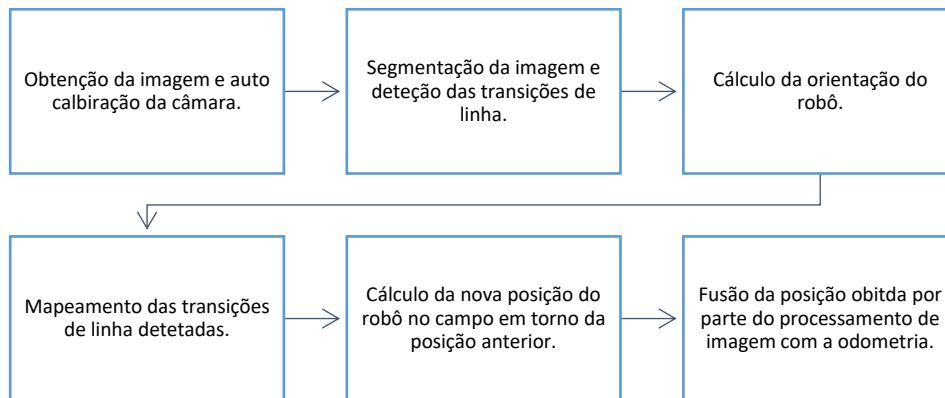 Obtenção da imagem e auto
calbiração da câmara.
Segmentação da imagem e
deteção das transições de
linha.
Cálculo da orientação do
robô.
Mapeamento das transições
de linha detetadas.
Cálculo da nova posição do
robô no campo em torno da
posição anterior.
Fusão da posição obitda por
parte do processamento de
imagem com a odometria.